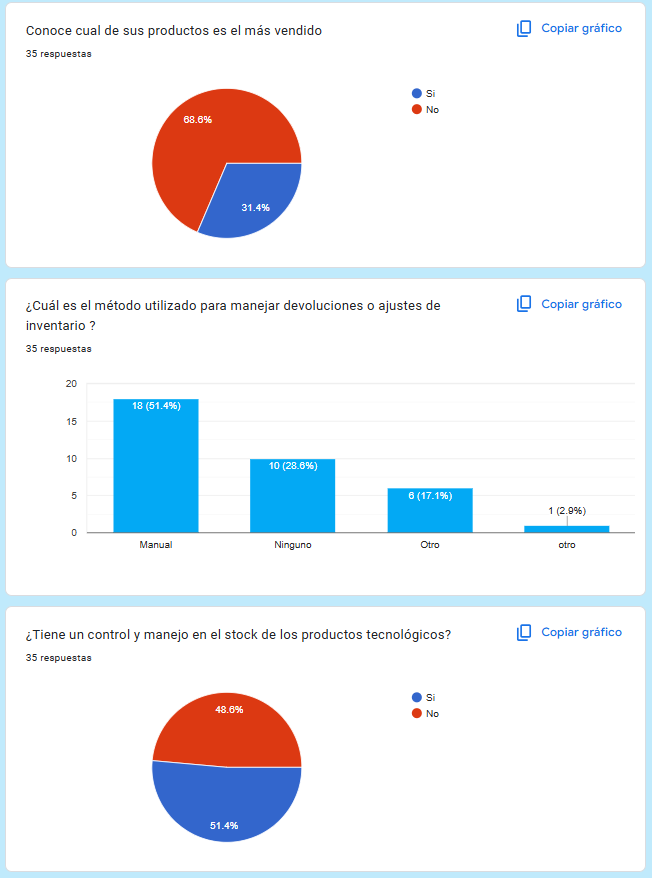 Conoce cual de sus productos es el más vendido
Copiar gráfico
35 respuestas
Si
No
68.6%
31.4%
¿Cuál es el método utilizado para manejar devoluciones o ajustes de
inventario ?
Copiar gráfico
35 respuestas
20
15
10
5
0
18 (51.4%)
10 (28.6%)
6 (17.1%)
1 (2.9%)
Manual
Ninguno
Otro
otro
¿Tiene un control y manejo en el stock de los productos tecnológicos?
Copiar gráfico
35 respuestas
Si
No
48.6%
51.4%